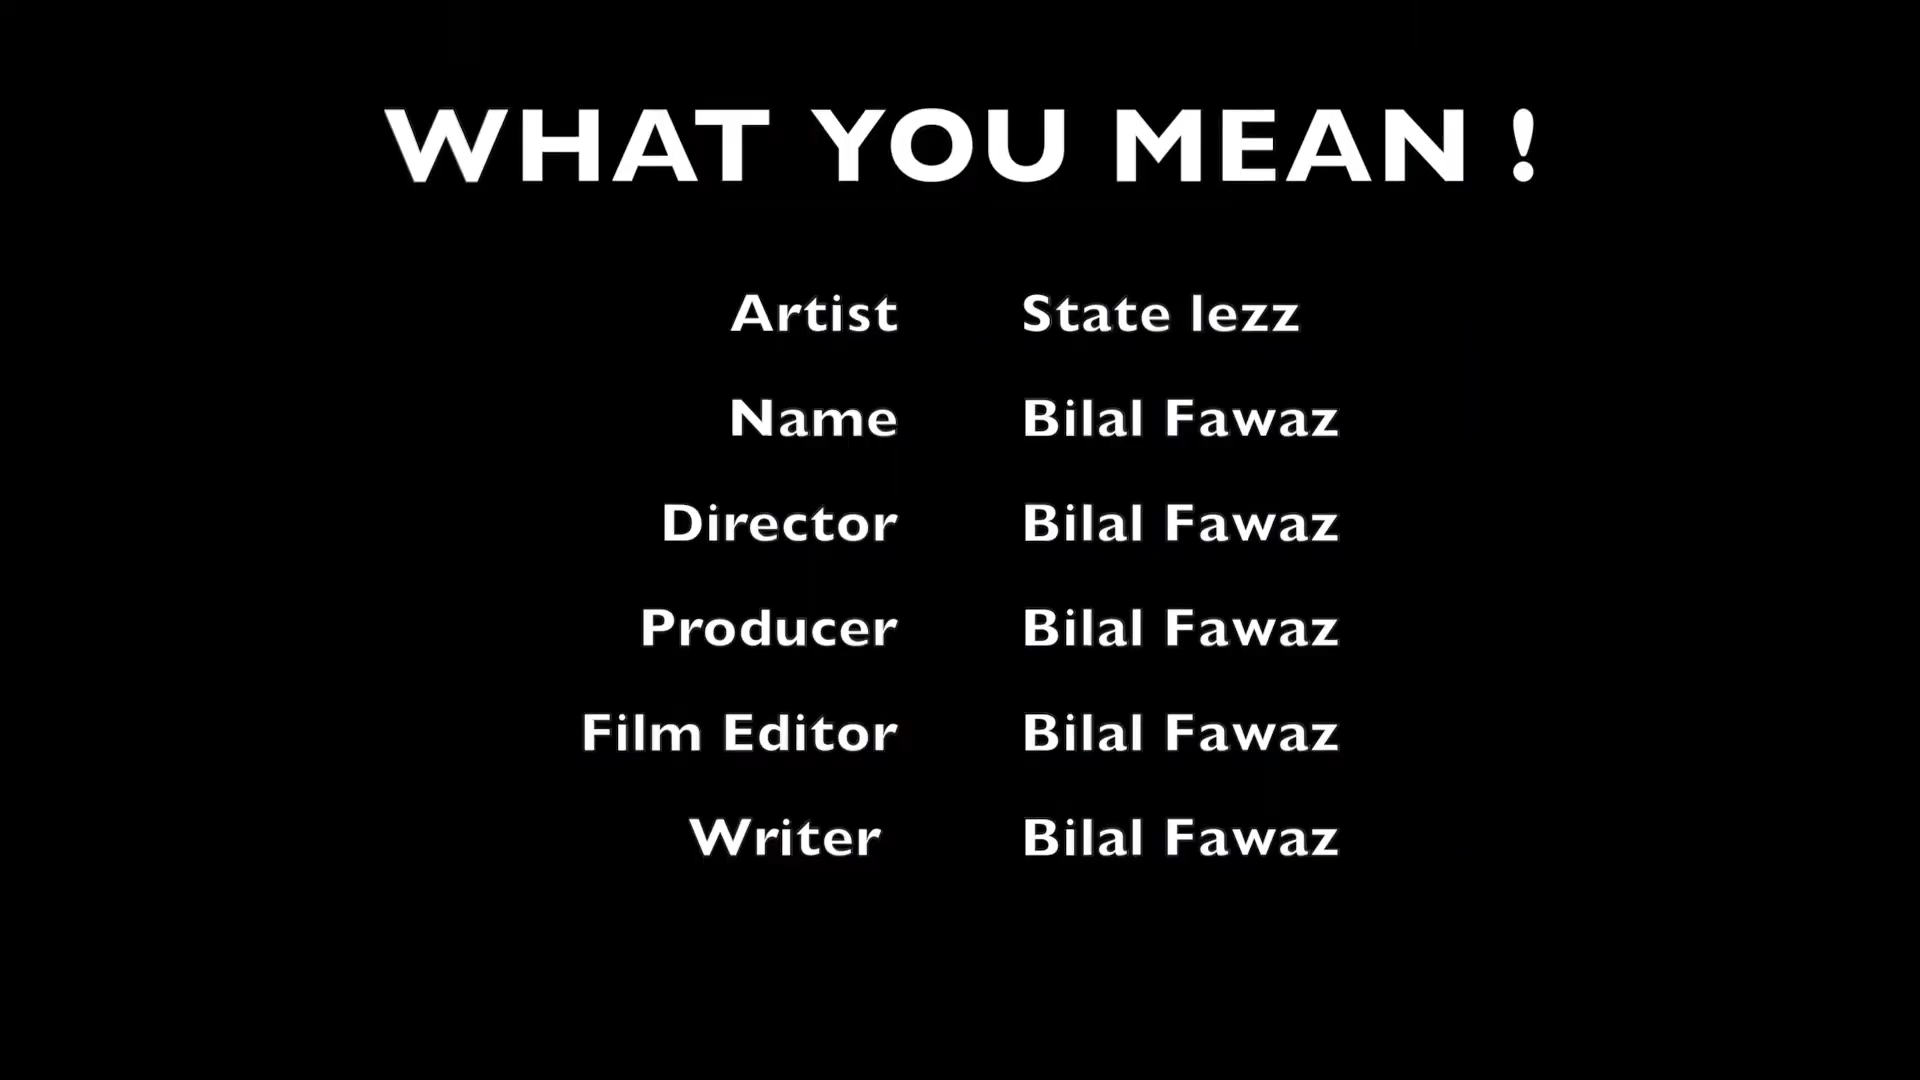 WHAT YOU MEAN !
Artist State lezz
Name Bilal Fawaz
Director Bilal Fawaz
Producer Bilal Fawaz
Film Editor Bilal Fawaz
Writer Bilal Fawaz